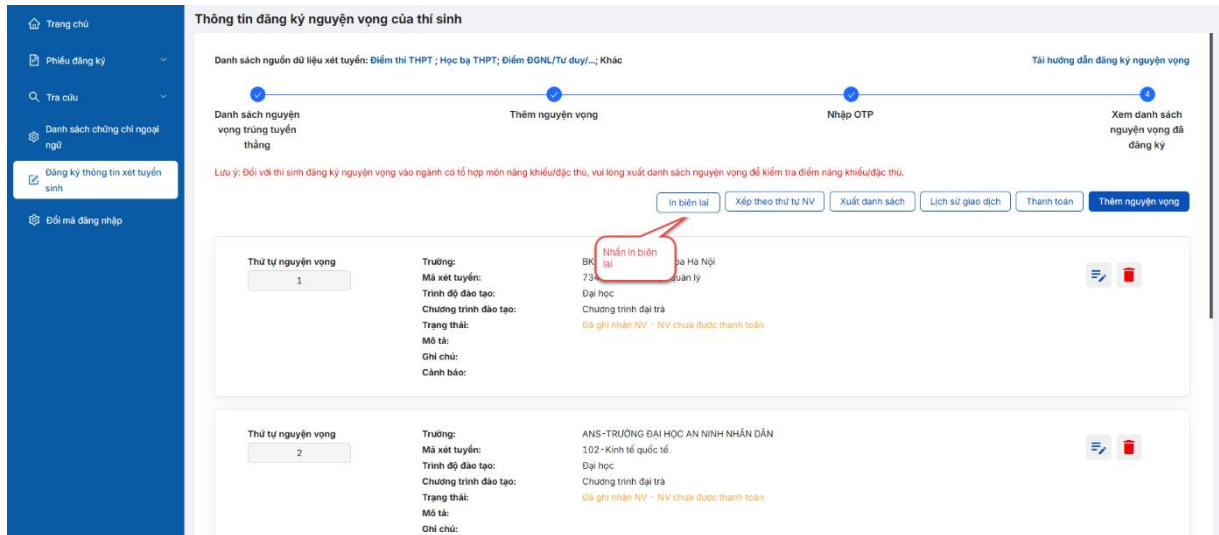 Trang chủ
Phiếu đăng ký
Tra cứu
Danh sách chứng chỉ ngoại
ngữ
Đăng ký thông tin xét tuyển
sinh
Đổi mã đăng nhập
Thông tin đăng ký nguyện vọng của thí sinh
Danh sách nguồn dữ liệu xét tuyển: Điểm thi THPT ; Học bạ THPT; Điểm ĐGNL/Tư duy/...; Khác
Tải hướng dẫn đăng ký nguyện vọng
4
Danh sách nguyện
vọng trúng tuyển
thẳng
Thêm nguyện vọng
Nhập OTP
Xem danh sách
nguyện vọng đã
đăng ký
Lưu ý: Đối với thí sinh đăng ký nguyện vọng vào ngành có tổ hợp môn năng khiếu/đặc thù, vui lòng xuất danh sách nguyện vọng để kiểm tra điểm năng khiếu/đặc thù.
In biên lai
Xếp theo thứ tự NV
Xuất danh sách
Lịch sử giao dịch
Thanh toán
Thêm nguyện vọng
Nhấn In biên
lai
Thứ tự nguyện vọng
1
Trường: BK oa Hà Nội
Mã xét tuyển: 734 quản lý
Trình độ đào tạo: Đại học
Chương trình đào tạo: Chương trình đại trà
Trạng thái: Đã ghi nhận NV - NV chưa được thanh toán
Mô tả:
Ghi chú:
Cảnh báo:
Thứ tự nguyện vọng
2
Trường: ANS-TRƯỜNG ĐẠI HỌC AN NINH NHÂN DÂN
Mã xét tuyển: 102-Kinh tế quốc tế
Trình độ đào tạo: Đại học
Chương trình đào tạo: Chương trình đại trà
Trạng thái: Đã ghi nhận NV - NV chưa được thanh toán
Mô tả:
Ghi chú: